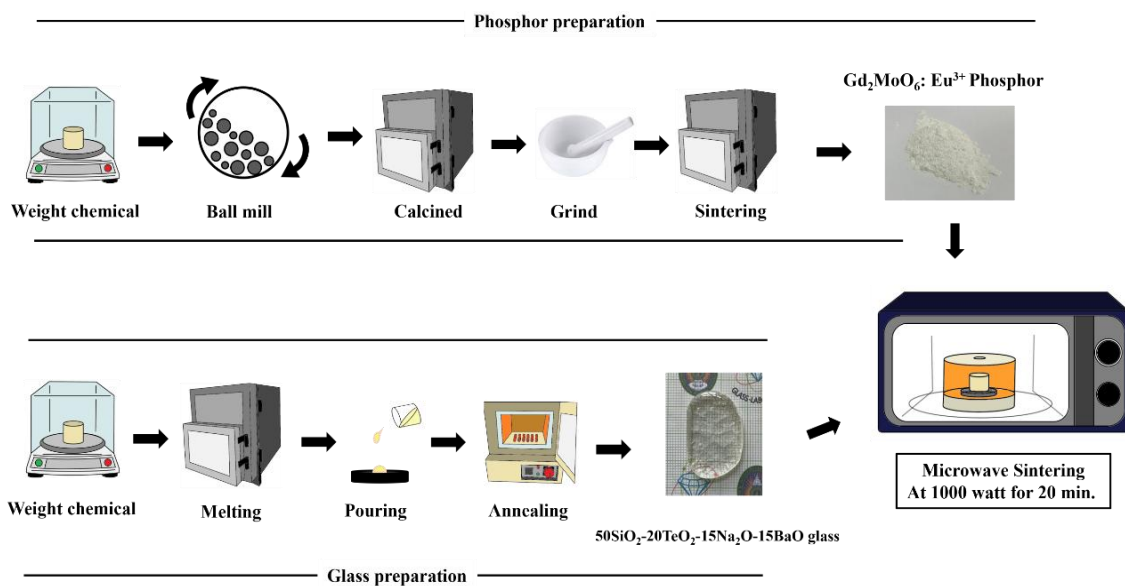 Phosphor preparation
Gd₂MoO₆: Eu³⁺ Phosphor
Weight chemical
Ball mill
Calcined
Grind
Sintering
Weight chemical
Melting
Pouring
Annealing
50SiO₂-20TeO₂-15Na₂O-15BaO glass
Microwave Sintering
At 1000 watt for 20 min.
Glass preparation